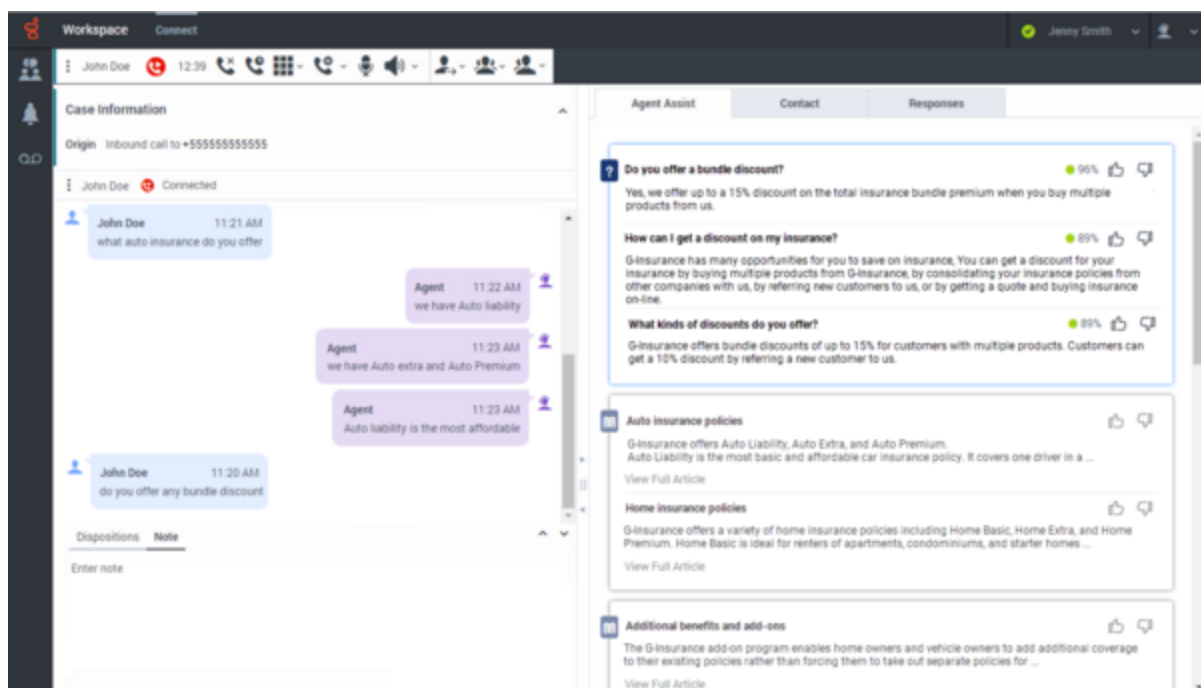 Workspace
Connect
Jenny Smith
John Doe
12:39
Case Information
Origin Inbound call to +555555555555
John Doe Connected
John Doe 11:21 AM
what auto insurance do you offer
Agent 11:22 AM
we have Auto liability
Agent 11:23 AM
we have Auto extra and Auto Premium
Agent 11:23 AM
Auto liability is the most affordable
John Doe 11:20 AM
do you offer any bundle discount
Dispositions Note
Enter note
Agent Assist Contact Responses
?
Do you offer a bundle discount? 96%
Yes, we offer up to a 15% discount on the total insurance bundle premium when you buy multiple
products from us.
How can I get a discount on my insurance? 89%
G-Insurance has many opportunities for you to save on insurance, You can get a discount for your
insurance by buying multiple products from G-Insurance, by consolidating your insurance policies from
other companies with us, by referring new customers to us, or by getting a quote and buying insurance
on-line.
What kinds of discounts do you offer? 89%
G-Insurance offers bundle discounts of up to 15% for customers with multiple products. Customers can
get a 10% discount by referring a new customer to us.
Auto insurance policies
G-Insurance offers Auto Liability, Auto Extra, and Auto Premium.
Auto Liability is the most basic and affordable car insurance policy. It covers one driver in a ...
View Full Article
Home insurance policies
G-Insurance offers a variety of home insurance policies including Home Basic, Home Extra, and Home
Premium. Home Basic is ideal for renters of apartments, condominiums, and starter homes ...
View Full Article
Additional benefits and add-ons
The G-Insurance add-on program enables home owners and vehicle owners to add additional coverage
to their existing policies rather than forcing them to take out separate policies for ...
View Full Article